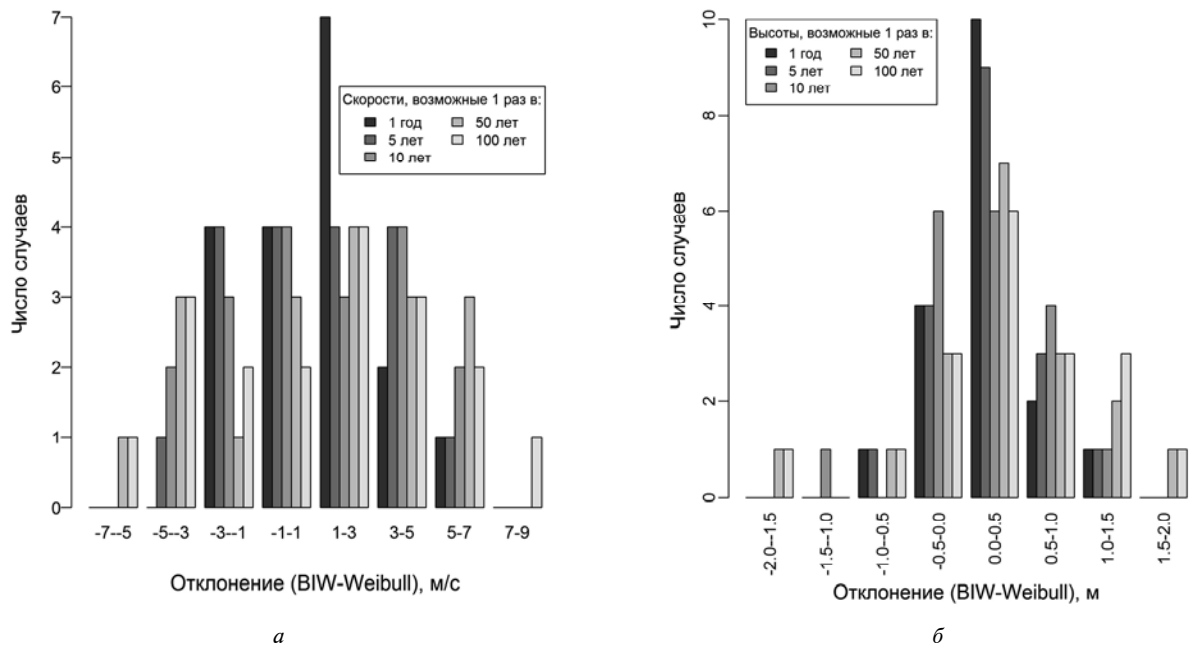 Число случаев
7
6
5
4
3
2
1
0
Скорости, возможные 1 раз в:
1 год
50 лет
5 лет
100 лет
10 лет
-7--5
-5--3
-3--1
-1-1
1-3
3-5
5-7
7-9
Отклонение (BIW-Weibull), м/с
а
Число случаев
10
8
6
4
2
0
Высоты, возможные 1 раз в:
1 год
50 лет
5 лет
100 лет
10 лет
-2.0--1.5
-1.5--1.0
-1.0--0.5
-0.5-0.0
0.0-0.5
0.5-1.0
1.0-1.5
1.5-2.0
Отклонение (BIW-Weibull), м
б